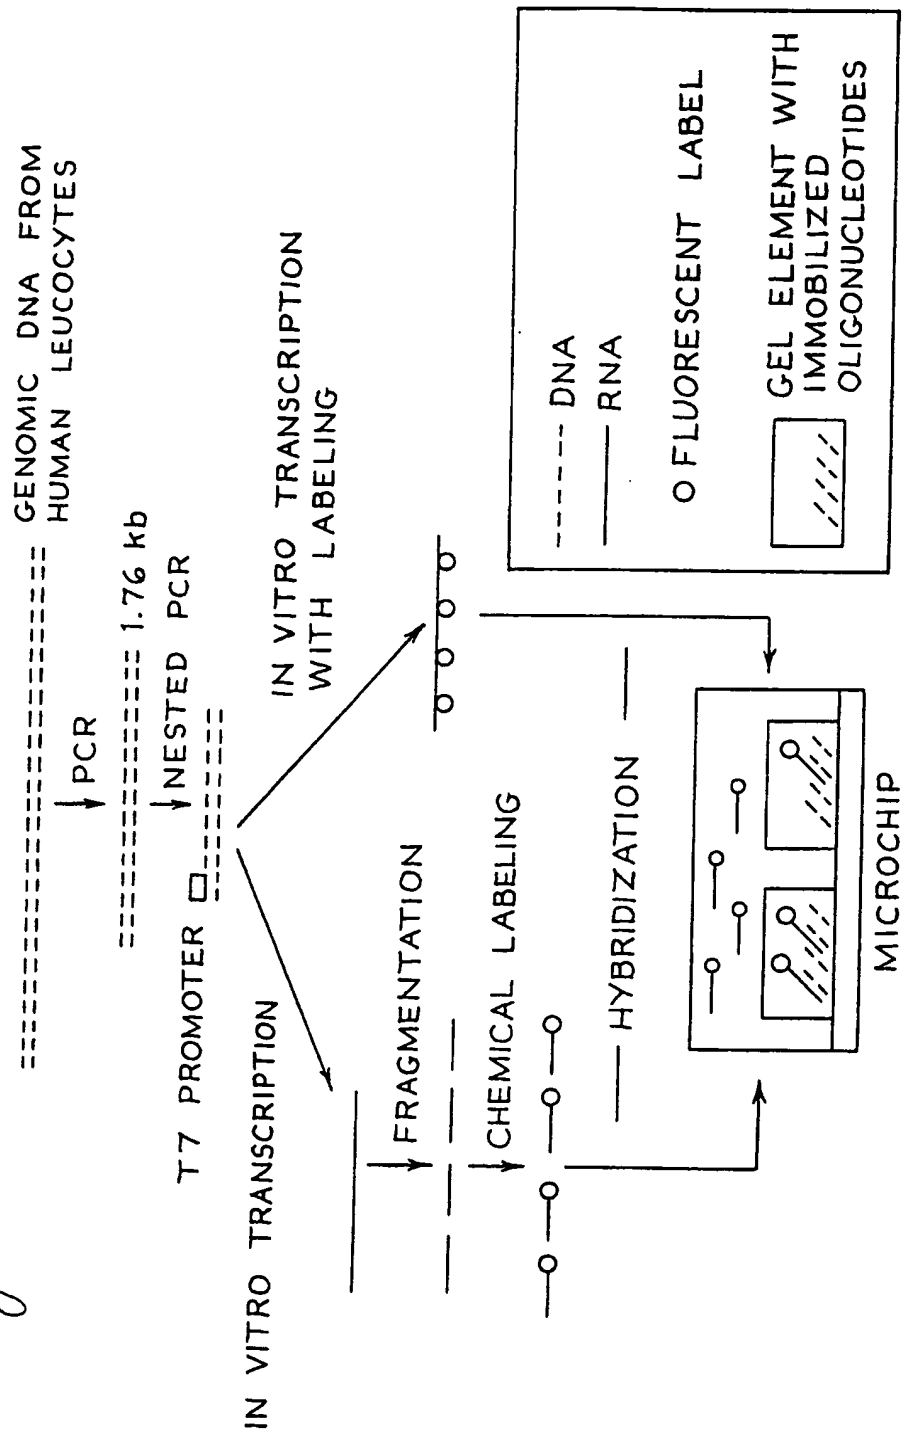 GENOMIC DNA FROM
HUMAN LEUCOCYTES
PCR
1.76 kb
NESTED PCR
T7 PROMOTER
IN VITRO TRANSCRIPTION
IN VITRO TRANSCRIPTION
WITH LABELING
FRAGMENTATION
CHEMICAL LABELING
HYBRIDIZATION
MICROCHIP
DNA
RNA
FLUORESCENT LABEL
GEL ELEMENT WITH
IMMOBILIZED
OLIGONUCLEOTIDES